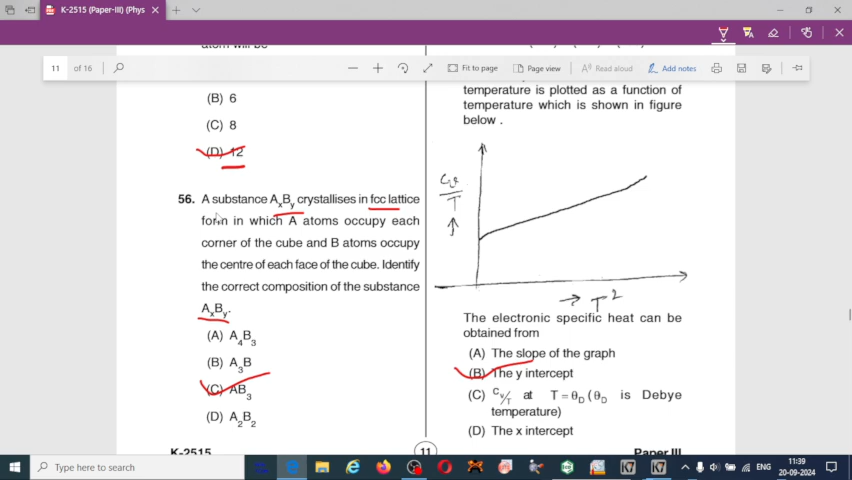 K-2515 (Paper-III) (Phys
11 of 16
Fit to page
Page view
Read aloud
Add notes
atom will be
(B) 6
(C) 8
(D) 12
56. A substance AxBy crystallises in fcc lattice
form in which A atoms occupy each
corner of the cube and B atoms occupy
the centre of each face of the cube. Identify
the correct composition of the substance
AxBy.
(A) A4B3
(B) A3B
(C) AB3
(D) A2B2
K-2515
11
temperature is plotted as a function of
temperature which is shown in figure
below .
Cv
T
T2
The electronic specific heat can be
obtained from
(A) The slope of the graph
(B) The y intercept
(C) Cv/T at T = θD (θD is Debye
temperature)
(D) The x intercept
Paper III
Type here to search
ENG
11:39
20-09-2024